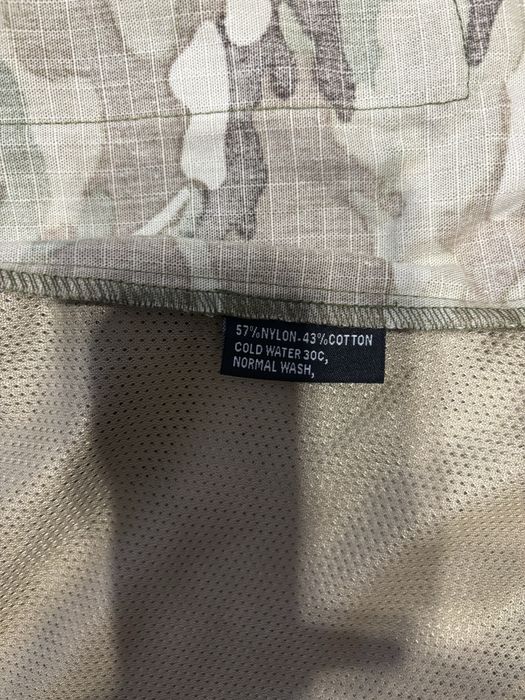 57%NYLON-43%COTTON
COLD WATER 30C,
NORMAL WASH,